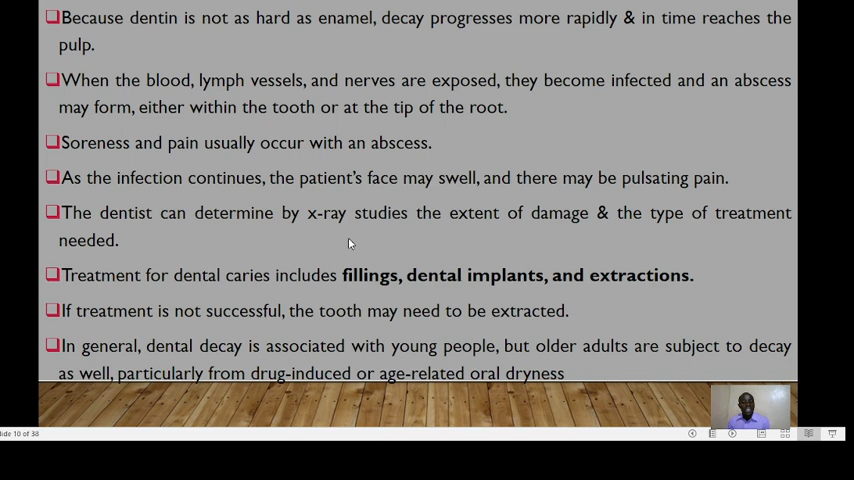 ❑Because dentin is not as hard as enamel, decay progresses more rapidly & in time reaches the
pulp.
❑When the blood, lymph vessels, and nerves are exposed, they become infected and an abscess
may form, either within the tooth or at the tip of the root.
❑Soreness and pain usually occur with an abscess.
❑As the infection continues, the patient's face may swell, and there may be pulsating pain.
❑The dentist can determine by x-ray studies the extent of damage & the type of treatment
needed.
❑Treatment for dental caries includes fillings, dental implants, and extractions.
❑If treatment is not successful, the tooth may need to be extracted.
❑In general, dental decay is associated with young people, but older adults are subject to decay
as well, particularly from drug-induced or age-related oral dryness
lide 10 of 38